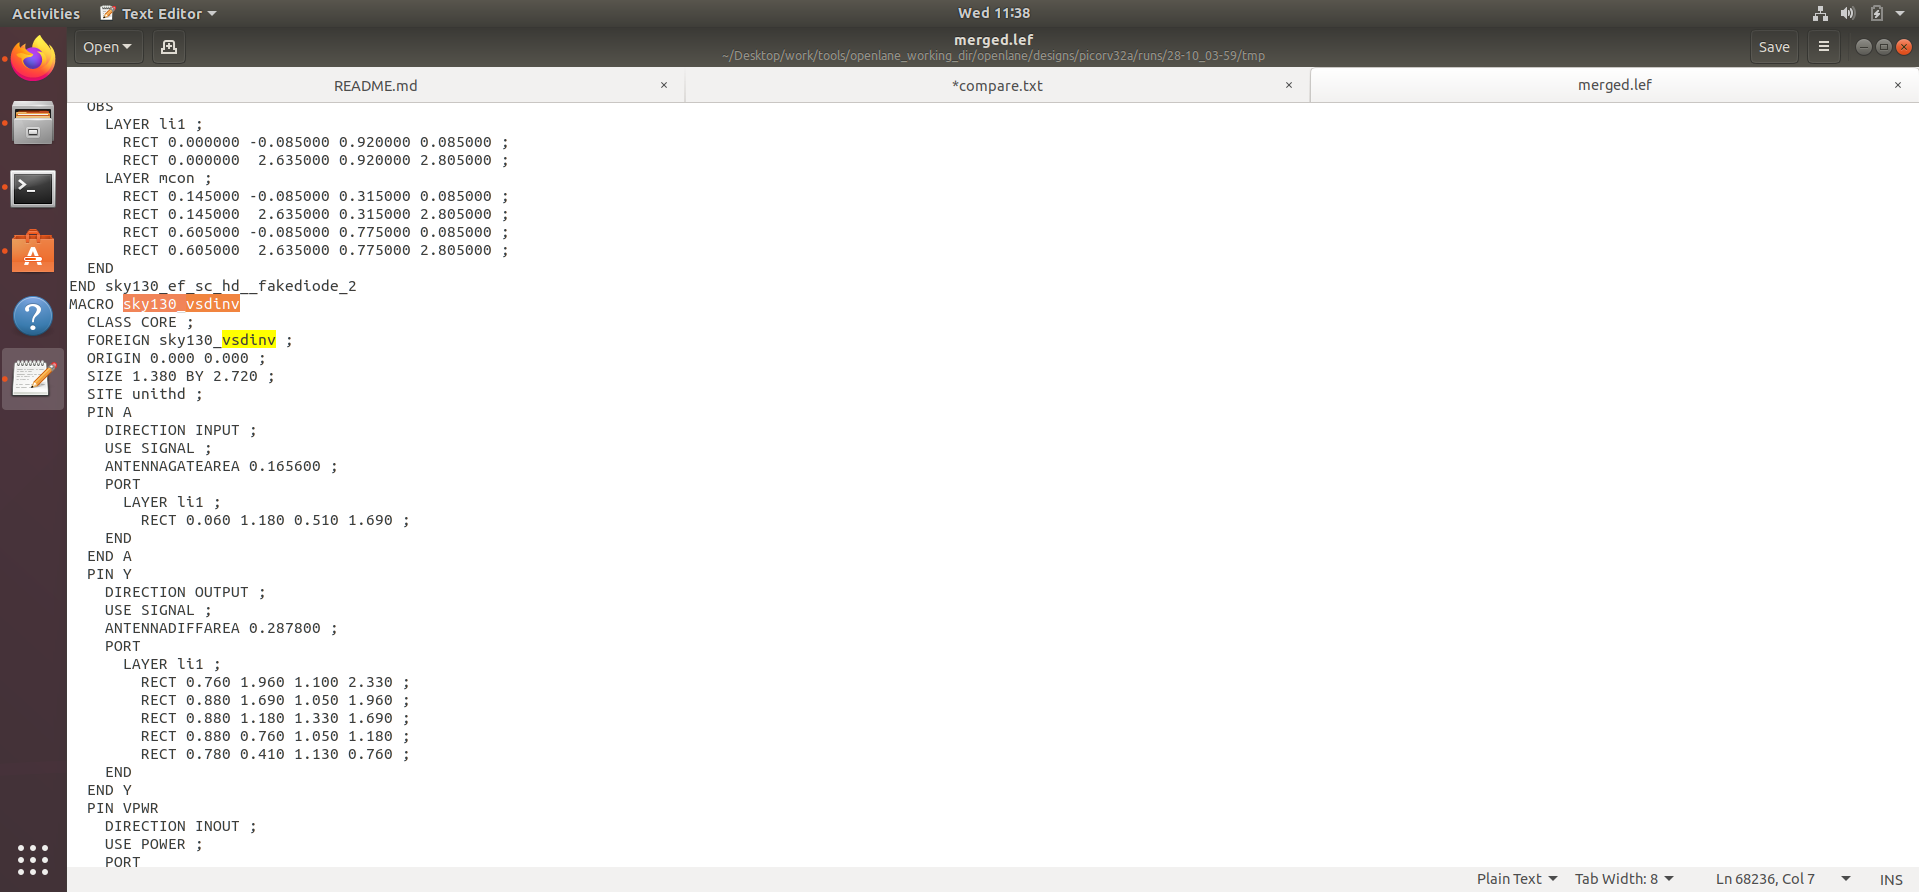 Activities Text Editor Wed 11:38
Open merged.lef Save
~/Desktop/work/tools/openlane_working_dir/openlane/designs/picorv32a/runs/28-10_03-59/tmp
README.md × *compare.txt × merged.lef ×
OBS
LAYER li1 ;
RECT 0.000000 -0.085000 0.920000 0.085000 ;
RECT 0.000000  2.635000 0.920000 2.805000 ;
LAYER mcon ;
RECT 0.145000 -0.085000 0.315000 0.085000 ;
RECT 0.145000  2.635000 0.315000 2.805000 ;
RECT 0.605000 -0.085000 0.775000 0.085000 ;
RECT 0.605000  2.635000 0.775000 2.805000 ;
END
END sky130_ef_sc_hd__fakediode_2
MACRO sky130_vsdinv
CLASS CORE ;
FOREIGN sky130_vsdinv ;
ORIGIN 0.000 0.000 ;
SIZE 1.380 BY 2.720 ;
SITE unithd ;
PIN A
DIRECTION INPUT ;
USE SIGNAL ;
ANTENNAGATEAREA 0.165600 ;
PORT
LAYER li1 ;
RECT 0.060 1.180 0.510 1.690 ;
END
END A
PIN Y
DIRECTION OUTPUT ;
USE SIGNAL ;
ANTENNADIFFAREA 0.287800 ;
PORT
LAYER li1 ;
RECT 0.760 1.960 1.100 2.330 ;
RECT 0.880 1.690 1.050 1.960 ;
RECT 0.880 1.180 1.330 1.690 ;
RECT 0.880 0.760 1.050 1.180 ;
RECT 0.780 0.410 1.130 0.760 ;
END
END Y
PIN VPWR
DIRECTION INOUT ;
USE POWER ;
PORT
Plain Text Tab Width: 8 Ln 68236, Col 7 INS